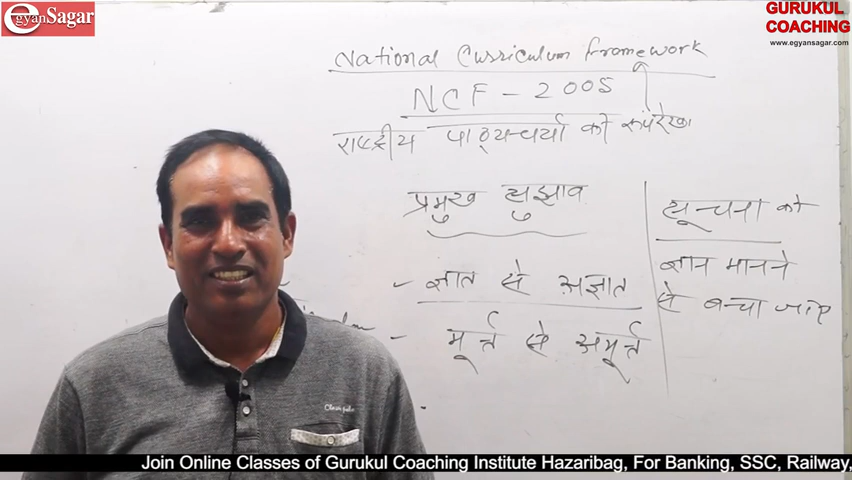 egyanSagar
GURUKUL
COACHING
www.egyansagar.com
National Curriculum Framework
NCF - 2005
राष्ट्रीय पाठ्यचर्या की रूपरेखा
प्रमुख सुझाव
- ज्ञात से अज्ञात
- मूर्त्त से अमूर्त्त
सूचना को
ज्ञान मानने
से बचा जाए
Join Online Classes of Gurukul Coaching Institute Hazaribag, For Banking, SSC, Railway,